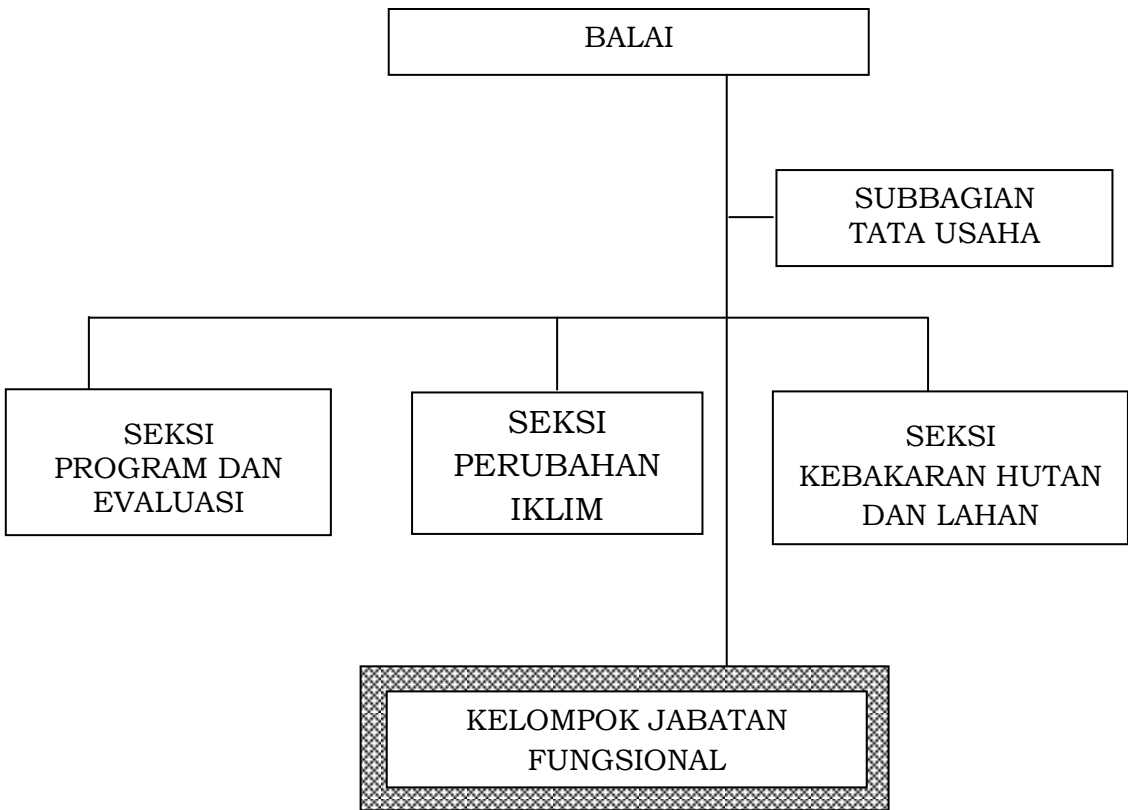 BALAI
SUBBAGIAN
TATA USAHA
SEKSI
PROGRAM DAN
EVALUASI
SEKSI
PERUBAHAN
IKLIM
SEKSI
KEBAKARAN HUTAN
DAN LAHAN
KELOMPOK JABATAN
FUNGSIONAL